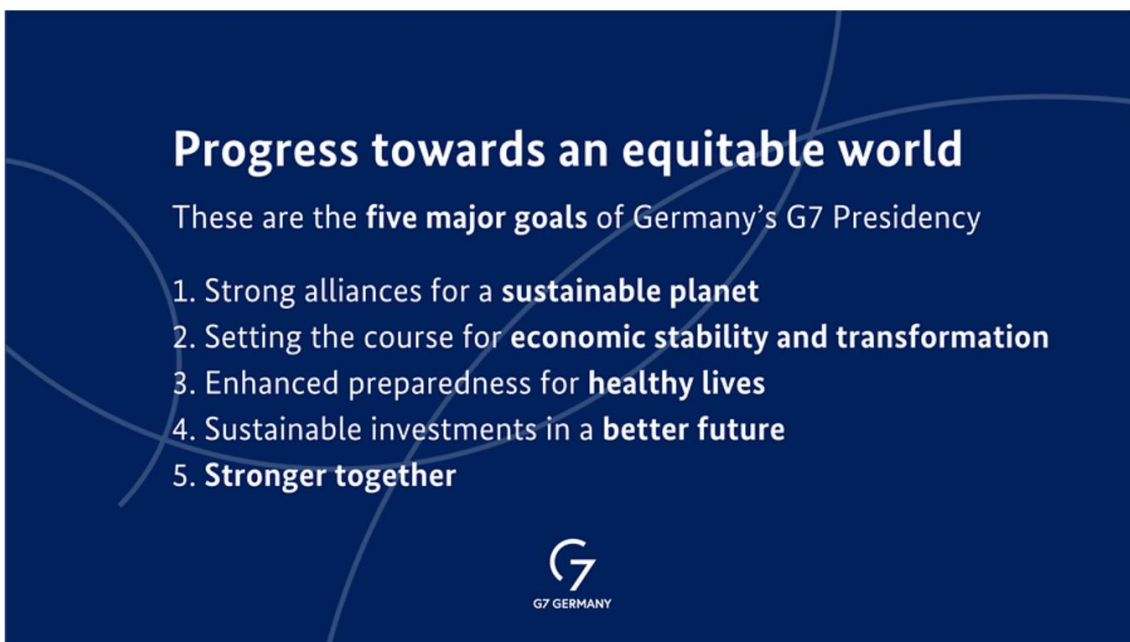 Progress towards an equitable world
These are the five major goals of Germany’s G7 Presidency
1. Strong alliances for a sustainable planet
2. Setting the course for economic stability and transformation
3. Enhanced preparedness for healthy lives
4. Sustainable investments in a better future
5. Stronger together
G7
G7 GERMANY